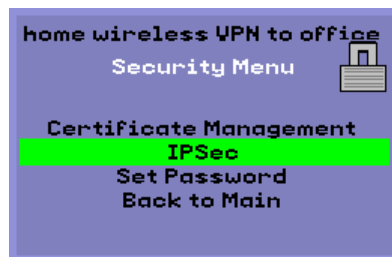 home wireless VPN to office
Security Menu
Certificate Management
IPSec
Set Password
Back to Main